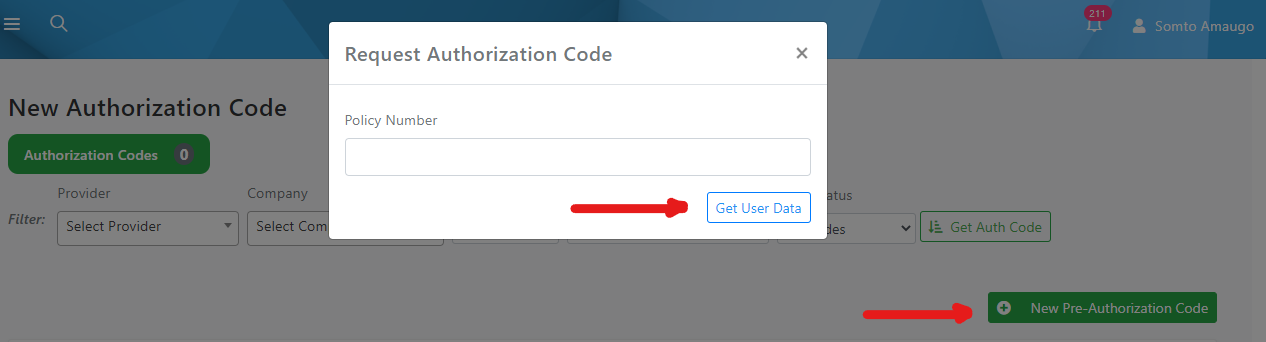 211
Somto Amaugo
Request Authorization Code
×
New Authorization Code
Policy Number
Authorization Codes 0
Provider
Company
atus
Get User Data
Filter:
Select Provider
Select Com
des
Get Auth Code
New Pre-Authorization Code